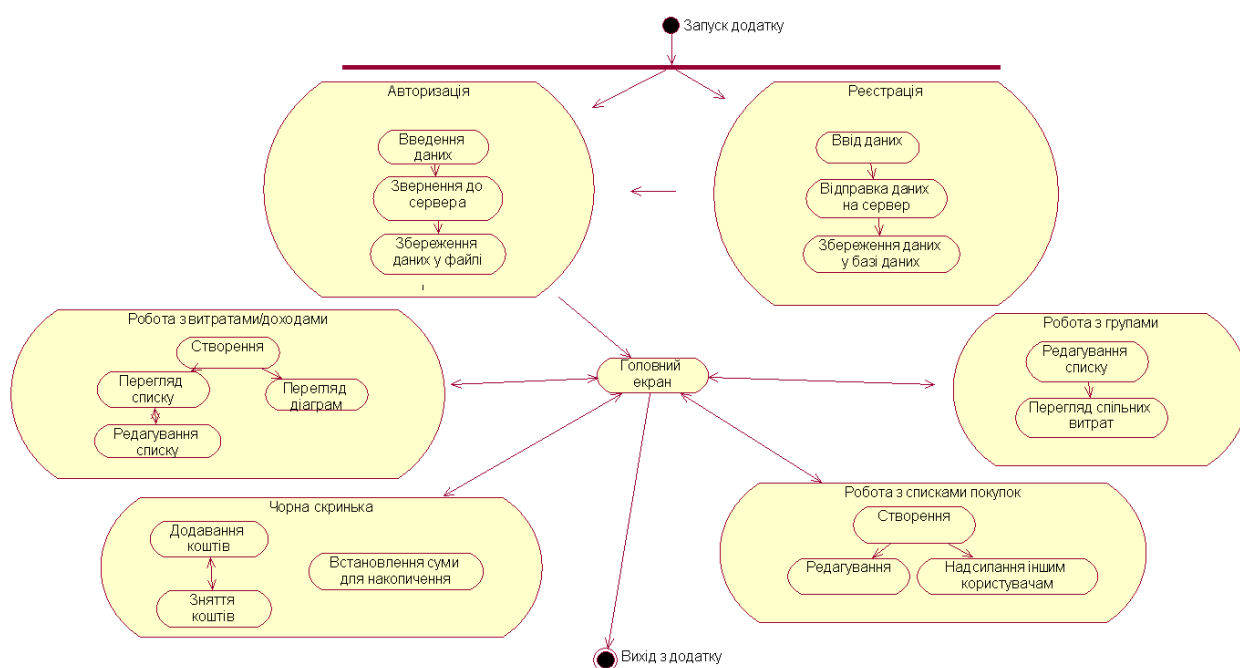 Запуск додатку
Авторизація
Введення
даних
Звернення до
сервера
Збереження
даних у файлі
Реєстрація
Ввід даних
Відправка даних
на сервер
Збереження даних
у базі даних
Робота з витратами/доходами
Створення
Перегляд
списку
Перегляд
діаграм
Редагування
списку
Головний
екран
Робота з групами
Редагування
списку
Перегляд спільних
витрат
Чорна скринька
Додавання
коштів
Встановлення суми
для накопичення
Зняття
коштів
Робота з списками покупок
Створення
Редагування
Надсилання іншим
користувачам
Вихід з додатку